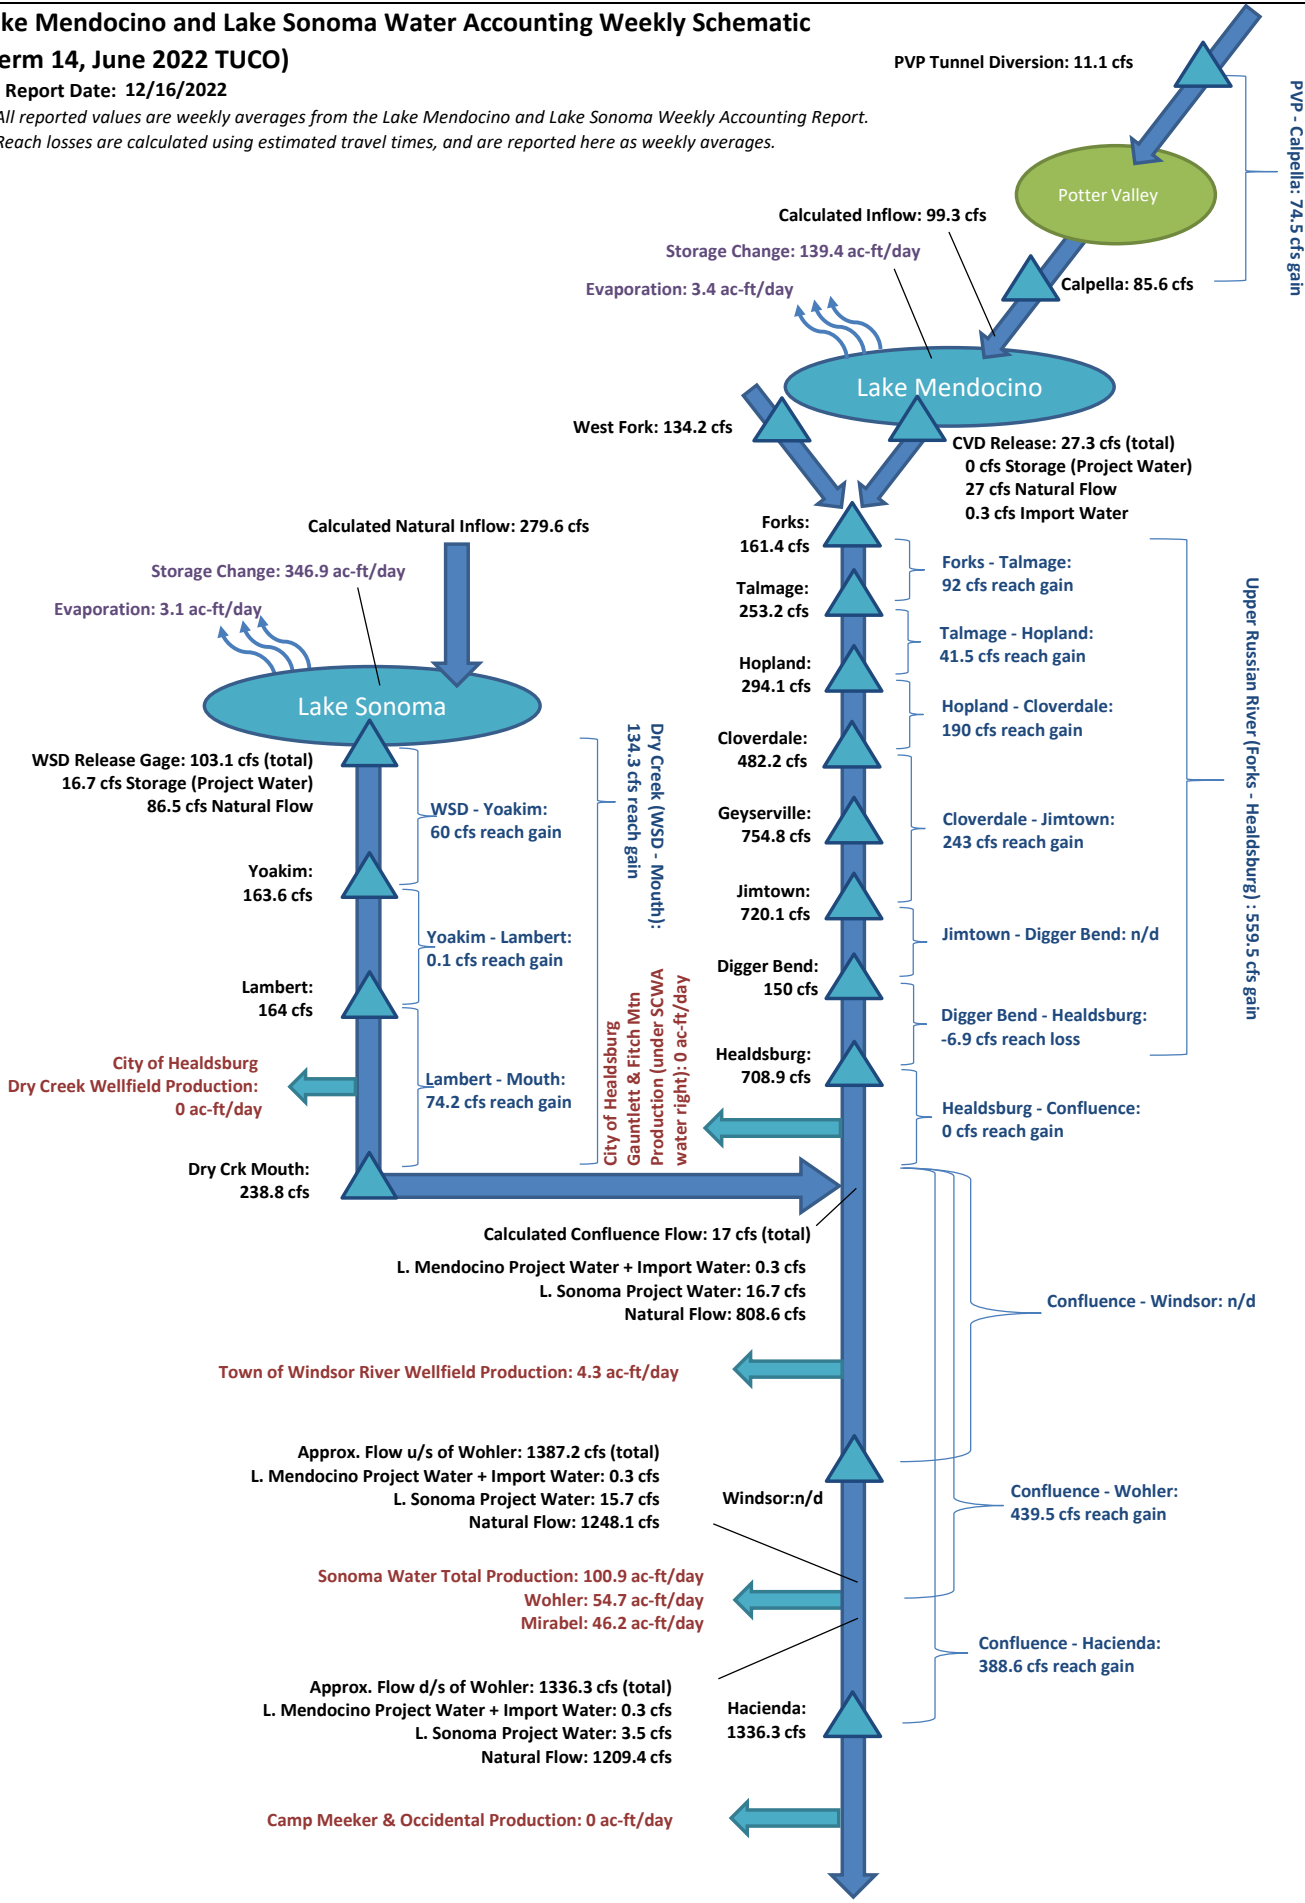 ke Mendocino and Lake Sonoma Water Accounting Weekly Schematic
erm 14, June 2022 TUCO)
Report Date: 12/16/2022
All reported values are weekly averages from the Lake Mendocino and Lake Sonoma Weekly Accounting Report.
Reach losses are calculated using estimated travel times, and are reported here as weekly averages.
PVP Tunnel Diversion: 11.1 cfs
PVP - Calpella: 74.5 cfs gain
Potter Valley
Calculated Inflow: 99.3 cfs
Storage Change: 139.4 ac-ft/day
Evaporation: 3.4 ac-ft/day
Calpella: 85.6 cfs
Lake Mendocino
West Fork: 134.2 cfs
CVD Release: 27.3 cfs (total)
0 cfs Storage (Project Water)
27 cfs Natural Flow
0.3 cfs Import Water
Forks:
161.4 cfs
Forks - Talmage:
92 cfs reach gain
Talmage:
253.2 cfs
Talmage - Hopland:
41.5 cfs reach gain
Hopland:
294.1 cfs
Hopland - Cloverdale:
190 cfs reach gain
Cloverdale:
482.2 cfs
Geyserville:
754.8 cfs
Cloverdale - Jimtown:
243 cfs reach gain
Jimtown:
720.1 cfs
Jimtown - Digger Bend: n/d
Digger Bend:
150 cfs
Digger Bend - Healdsburg:
-6.9 cfs reach loss
Healdsburg:
708.9 cfs
Healdsburg - Confluence:
0 cfs reach gain
Upper Russian River (Forks - Healdsburg) : 559.5 cfs gain
Calculated Natural Inflow: 279.6 cfs
Storage Change: 346.9 ac-ft/day
Evaporation: 3.1 ac-ft/day
Lake Sonoma
WSD Release Gage: 103.1 cfs (total)
16.7 cfs Storage (Project Water)
86.5 cfs Natural Flow
WSD - Yoakim:
60 cfs reach gain
Yoakim:
163.6 cfs
Yoakim - Lambert:
0.1 cfs reach gain
Lambert:
164 cfs
Lambert - Mouth:
74.2 cfs reach gain
Dry Creek (WSD - Mouth):
134.3 cfs reach gain
City of Healdsburg
Dry Creek Wellfield Production:
0 ac-ft/day
City of Healdsburg
Gauntlett & Fitch Mtn
Production (under SCWA
water right): 0 ac-ft/day
Dry Crk Mouth:
238.8 cfs
Calculated Confluence Flow: 17 cfs (total)
L. Mendocino Project Water + Import Water: 0.3 cfs
L. Sonoma Project Water: 16.7 cfs
Natural Flow: 808.6 cfs
Confluence - Windsor: n/d
Town of Windsor River Wellfield Production: 4.3 ac-ft/day
Approx. Flow u/s of Wohler: 1387.2 cfs (total)
L. Mendocino Project Water + Import Water: 0.3 cfs
L. Sonoma Project Water: 15.7 cfs
Natural Flow: 1248.1 cfs
Windsor:n/d
Confluence - Wohler:
439.5 cfs reach gain
Sonoma Water Total Production: 100.9 ac-ft/day
Wohler: 54.7 ac-ft/day
Mirabel: 46.2 ac-ft/day
Confluence - Hacienda:
388.6 cfs reach gain
Approx. Flow d/s of Wohler: 1336.3 cfs (total)
L. Mendocino Project Water + Import Water: 0.3 cfs
L. Sonoma Project Water: 3.5 cfs
Natural Flow: 1209.4 cfs
Hacienda:
1336.3 cfs
Camp Meeker & Occidental Production: 0 ac-ft/day